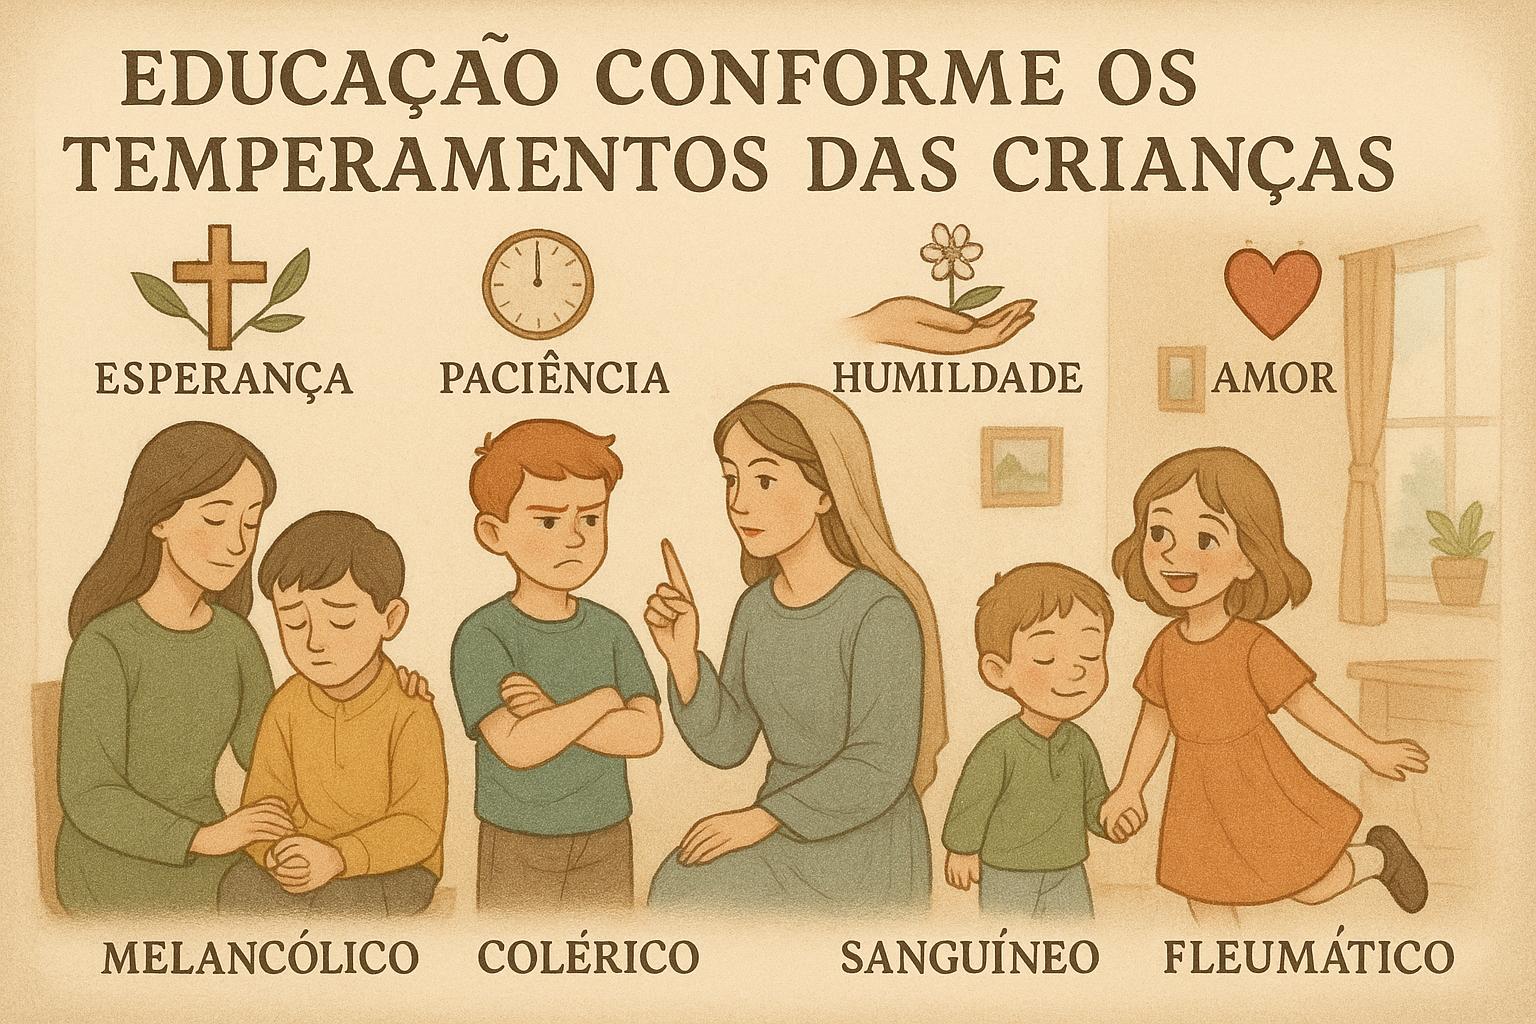 EDUCAÇÃO CONFORME OS
TEMPERAMENTOS DAS CRIANÇAS
ESPERANÇA
PACIÊNCIA
HUMILDADE
AMOR
MELANCÓLICO
COLÉRICO
SANGUÍNEO
FLEUMÁTICO